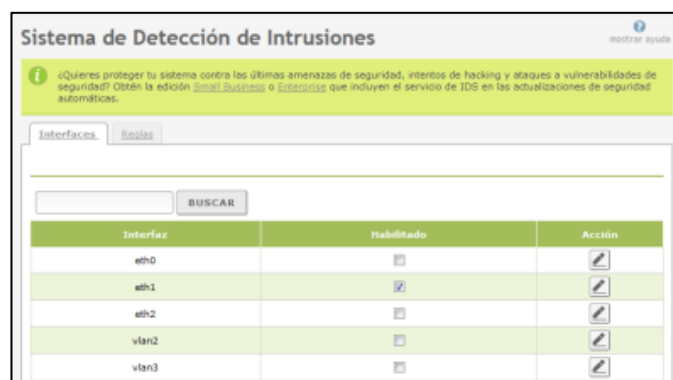 Sistema de Detección de Intrusiones
mostrar ayuda
¿Quieres proteger tu sistema contra las últimas amenazas de seguridad, intentos de hacking y ataques a vulnerabilidades de
seguridad? Obtén la edición Small Business o Enterprise que incluyen el servicio de IDS en las actualizaciones de seguridad
automáticas.
Interfaces Reglas
BUSCAR
Interfaz Habilitado Acción
eth0
eth1
eth2
vlan2
vlan3